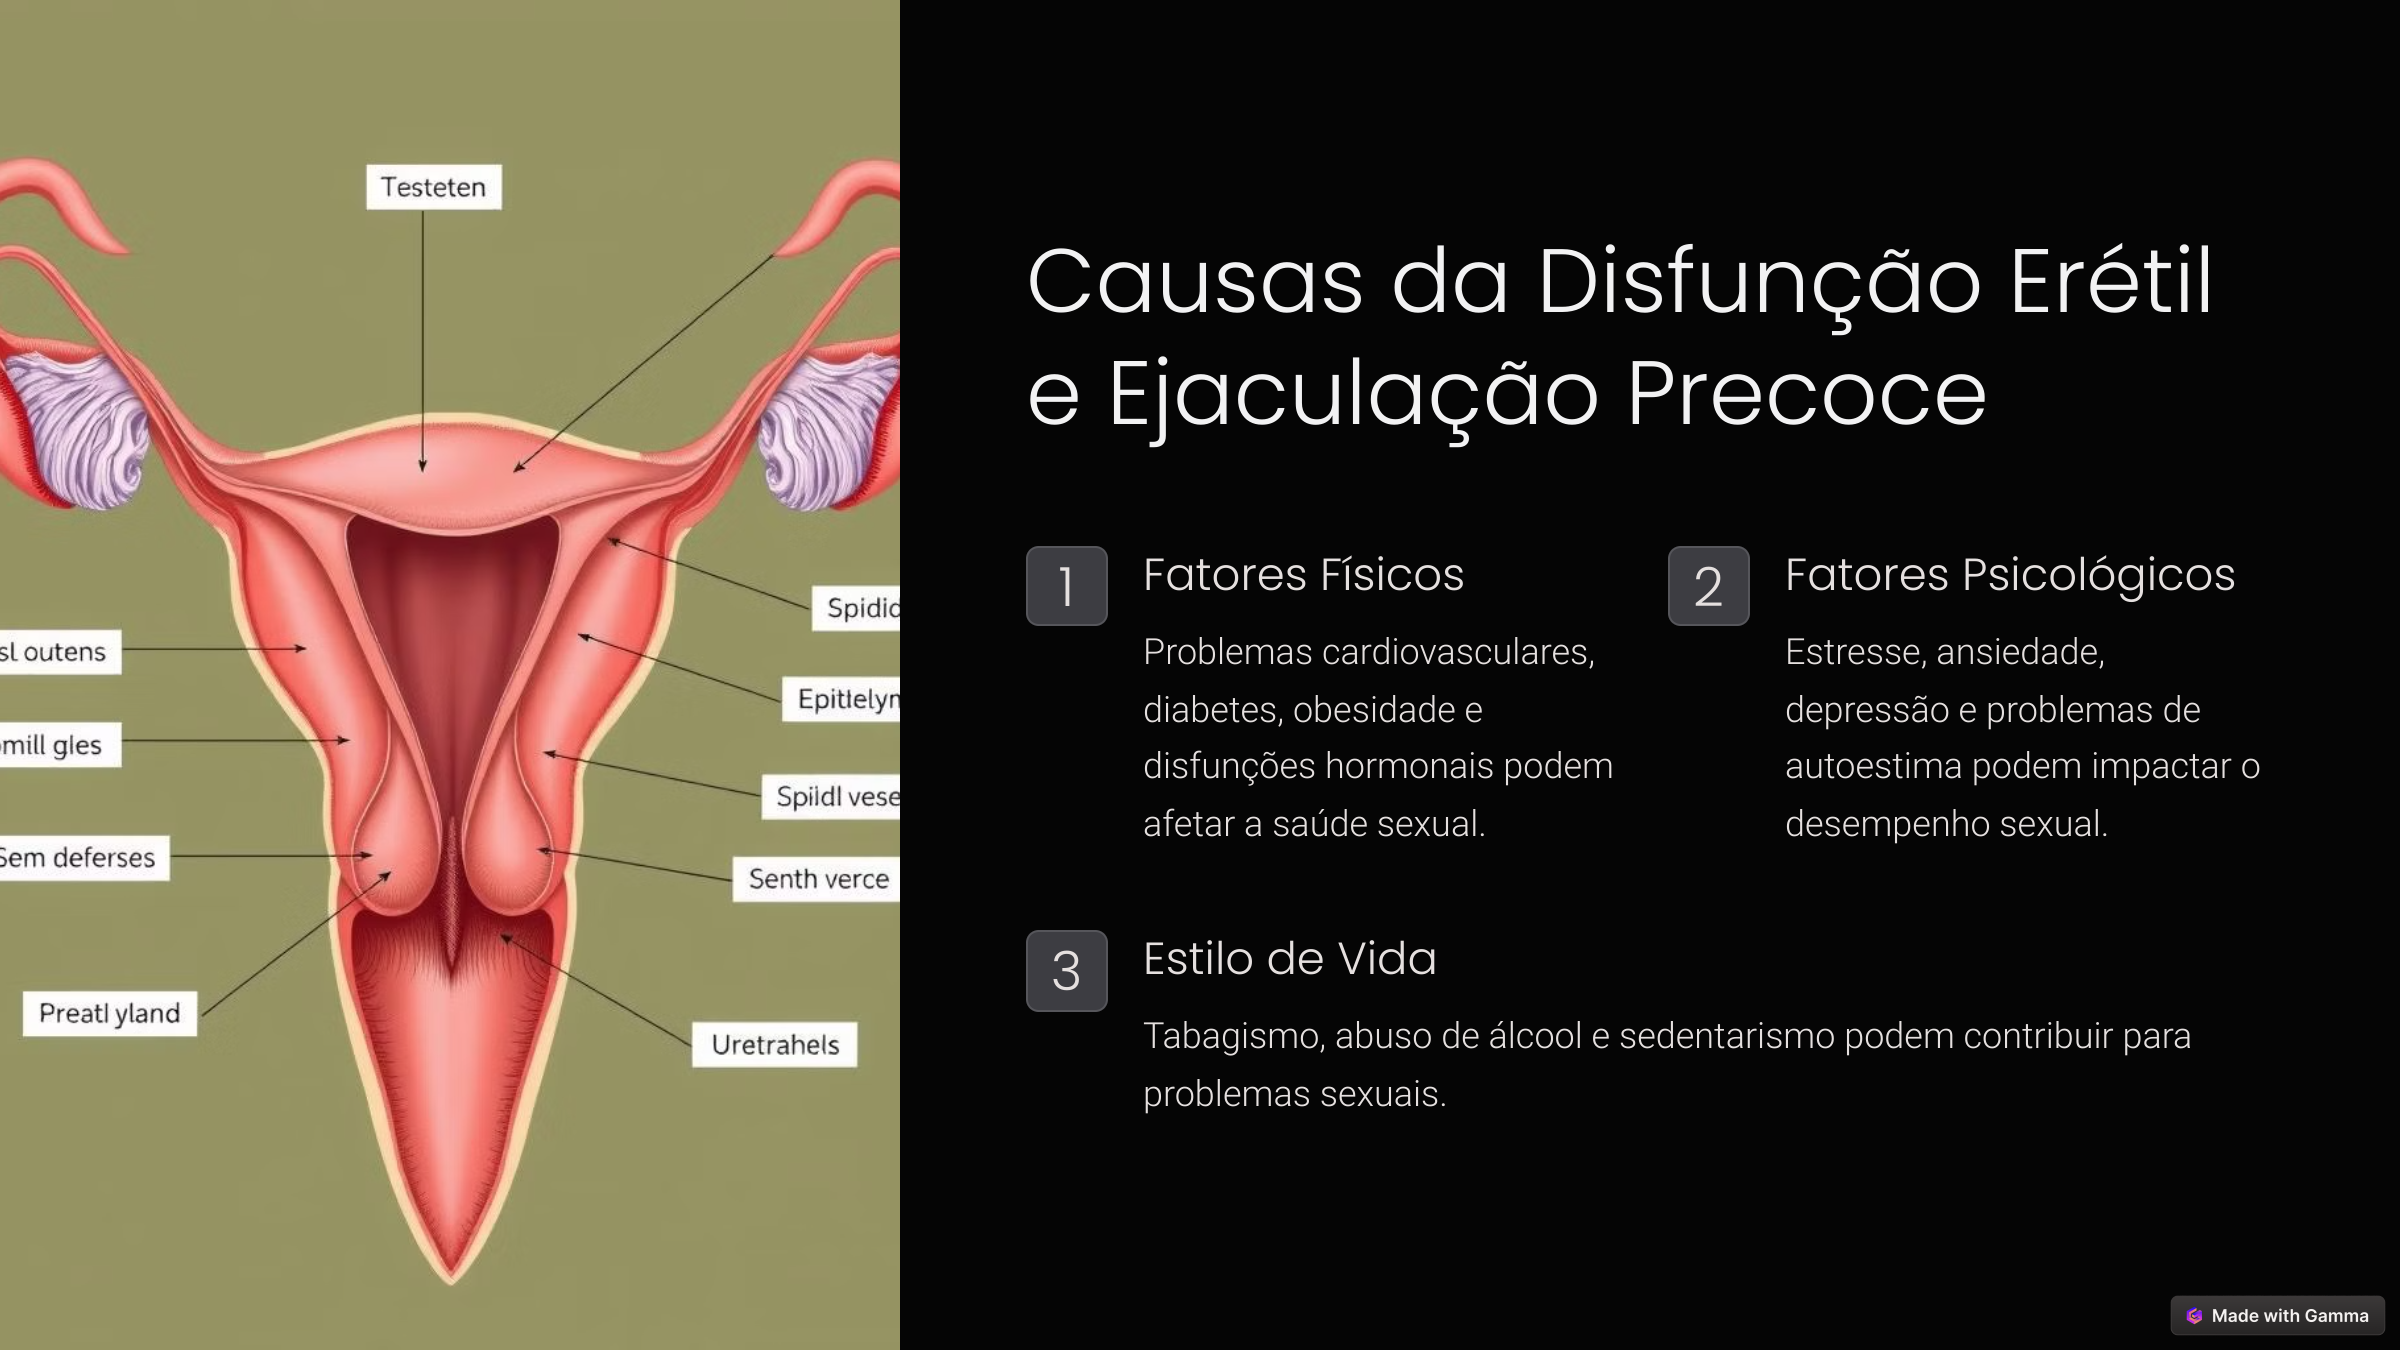 Testeten
Spidic
sl outens
Epittelyn
mill gles
Spildl vese
Sem deferses
Senth verce
Preatl yland
Uretrahels
Causas da Disfunção Erétil
e Ejaculação Precoce
1
Fatores Físicos
Problemas cardiovasculares,
diabetes, obesidade e
disfunções hormonais podem
afetar a saúde sexual.
2
Fatores Psicológicos
Estresse, ansiedade,
depressão e problemas de
autoestima podem impactar o
desempenho sexual.
3
Estilo de Vida
Tabagismo, abuso de álcool e sedentarismo podem contribuir para
problemas sexuais.
Made with Gamma